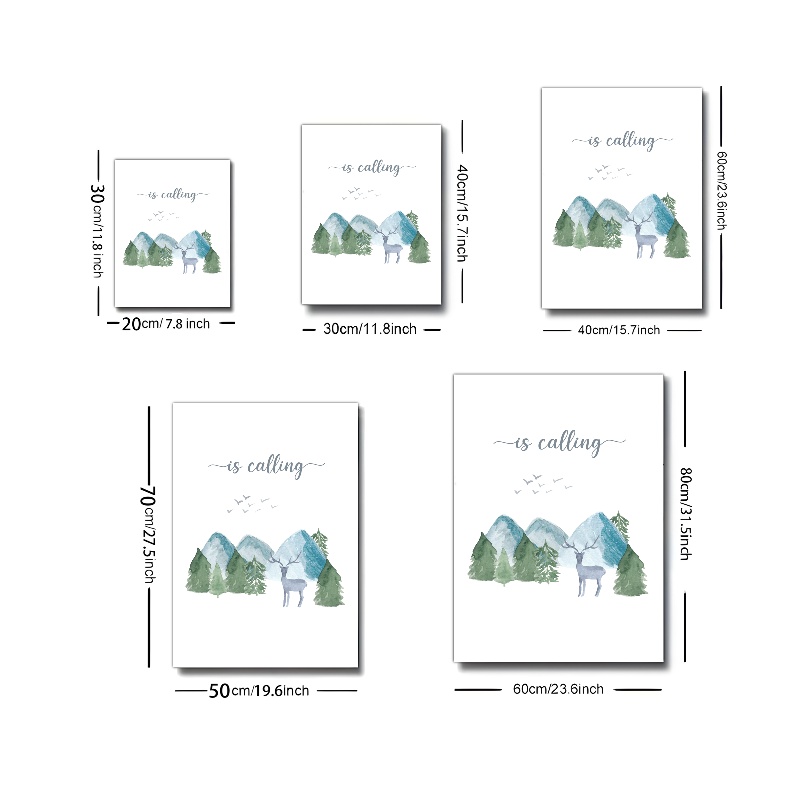 is calling
30cm/11.8 inch
20cm/ 7.8 inch
is calling
40cm/15.7inch
30cm/11.8inch
is calling
60cm/23.6inch
40cm/15.7inch
is calling
70cm/27.5inch
50cm/19.6inch
is calling
80cm/31.5inch
60cm/23.6inch